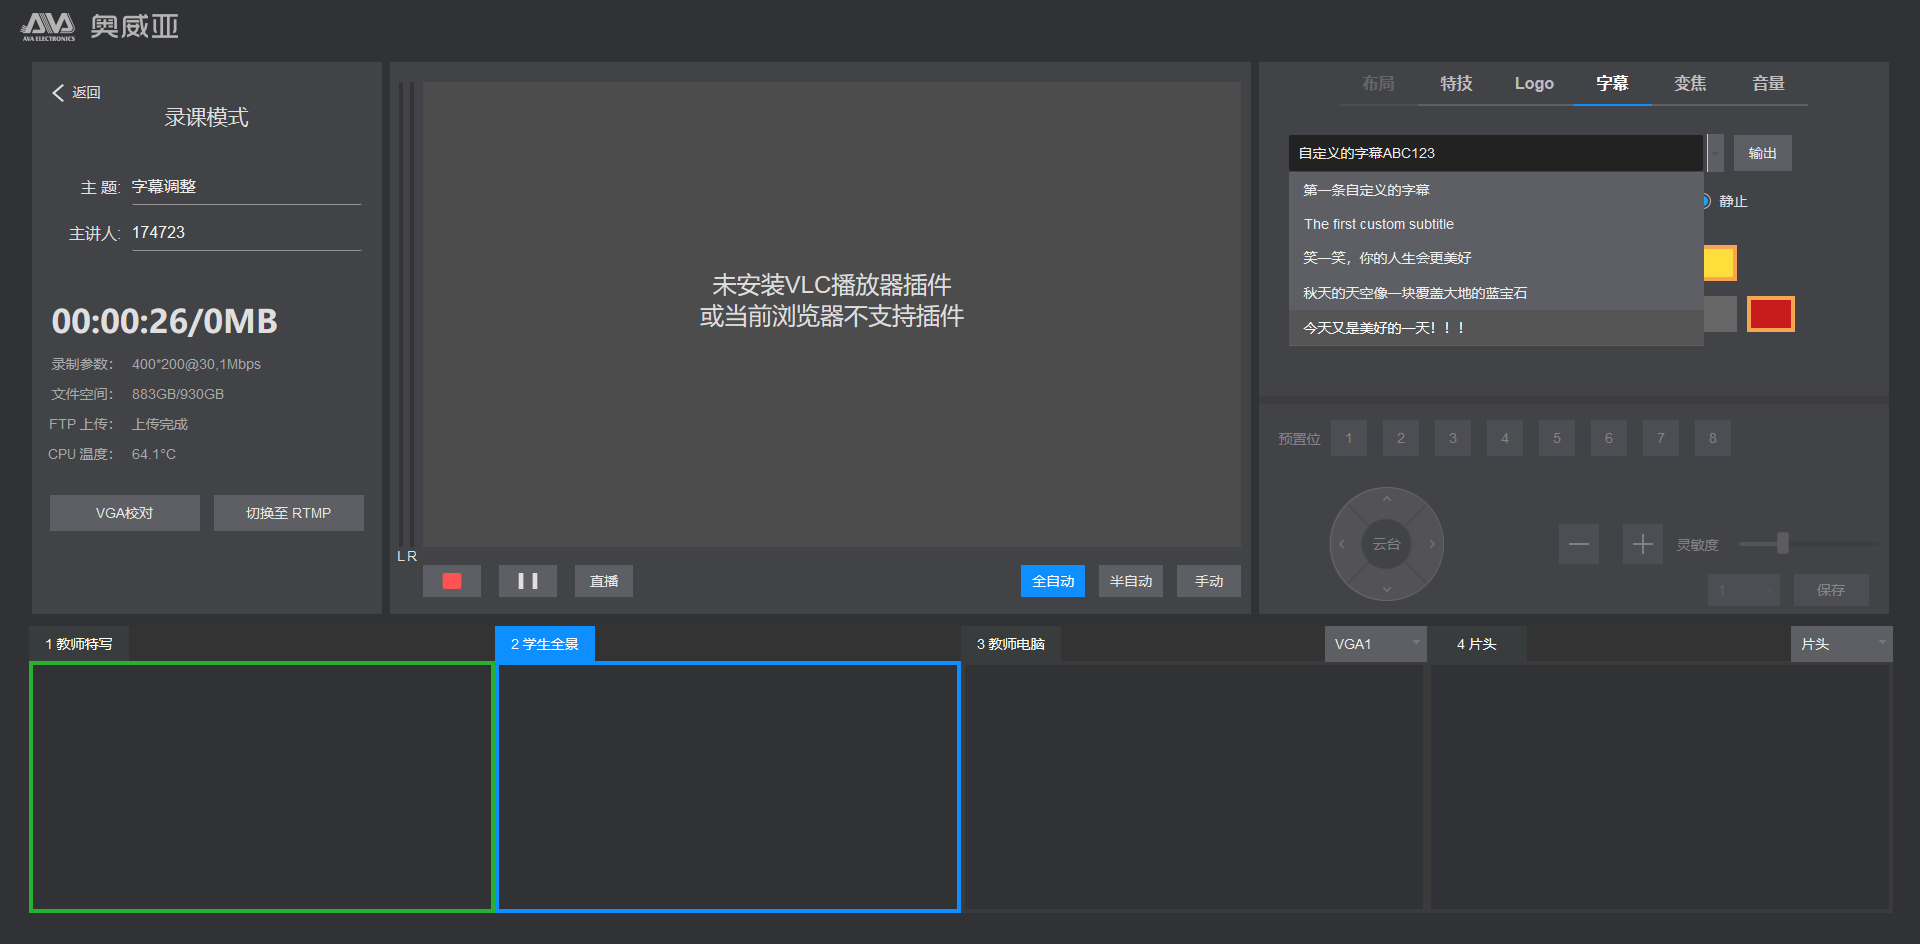 AVA
AVA ELECTRONICS
奥威亚
返回
录课模式
主 题: 字幕调整
主讲人: 174723
00:00:26/0MB
录制参数: 400*200@30,1Mbps
文件空间: 883GB/930GB
FTP 上传: 上传完成
CPU 温度: 64.1°C
VGA校对
切换至 RTMP
未安装VLC播放器插件
或当前浏览器不支持插件
L R
直播
全自动
半自动
手动
布局
特技
Logo
字幕
变焦
音量
自定义的字幕ABC123
输出
第一条自定义的字幕
The first custom subtitle
笑一笑，你的人生会更美好
秋天的天空像一块覆盖大地的蓝宝石
今天又是美好的一天！！！
静止
预置位 1 2 3 4 5 6 7 8
云台
灵敏度
1
保存
1 教师特写
2 学生全景
3 教师电脑
VGA1
4 片头
片头